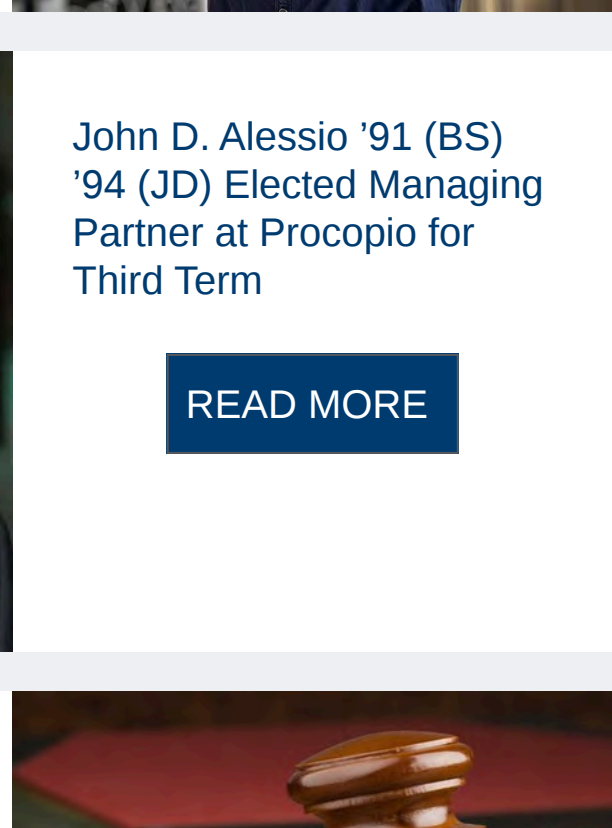 John D. Alessio ’91 (BS)
’94 (JD) Elected Managing
Partner at Procopio for
Third Term
READ MORE